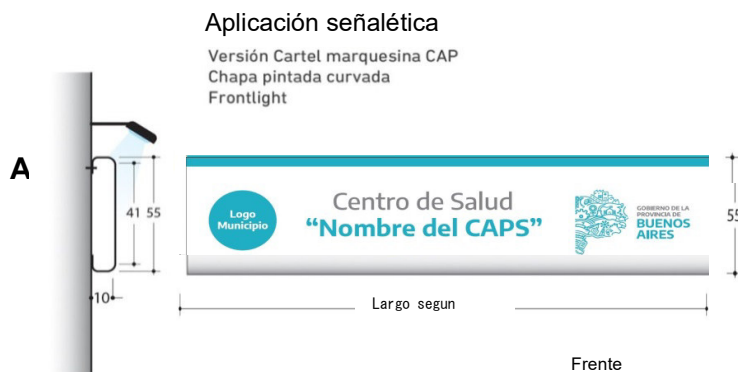 Aplicación señalética
Versión Cartel marquesina CAP
Chapa pintada curvada
Frontlight
A
41 55
10
Logo
Municipio
Centro de Salud
“Nombre del CAPS”
GOBIERNO DE LA
PROVINCIA DE
BUENOS
AIRES
55
Largo segun
Frente